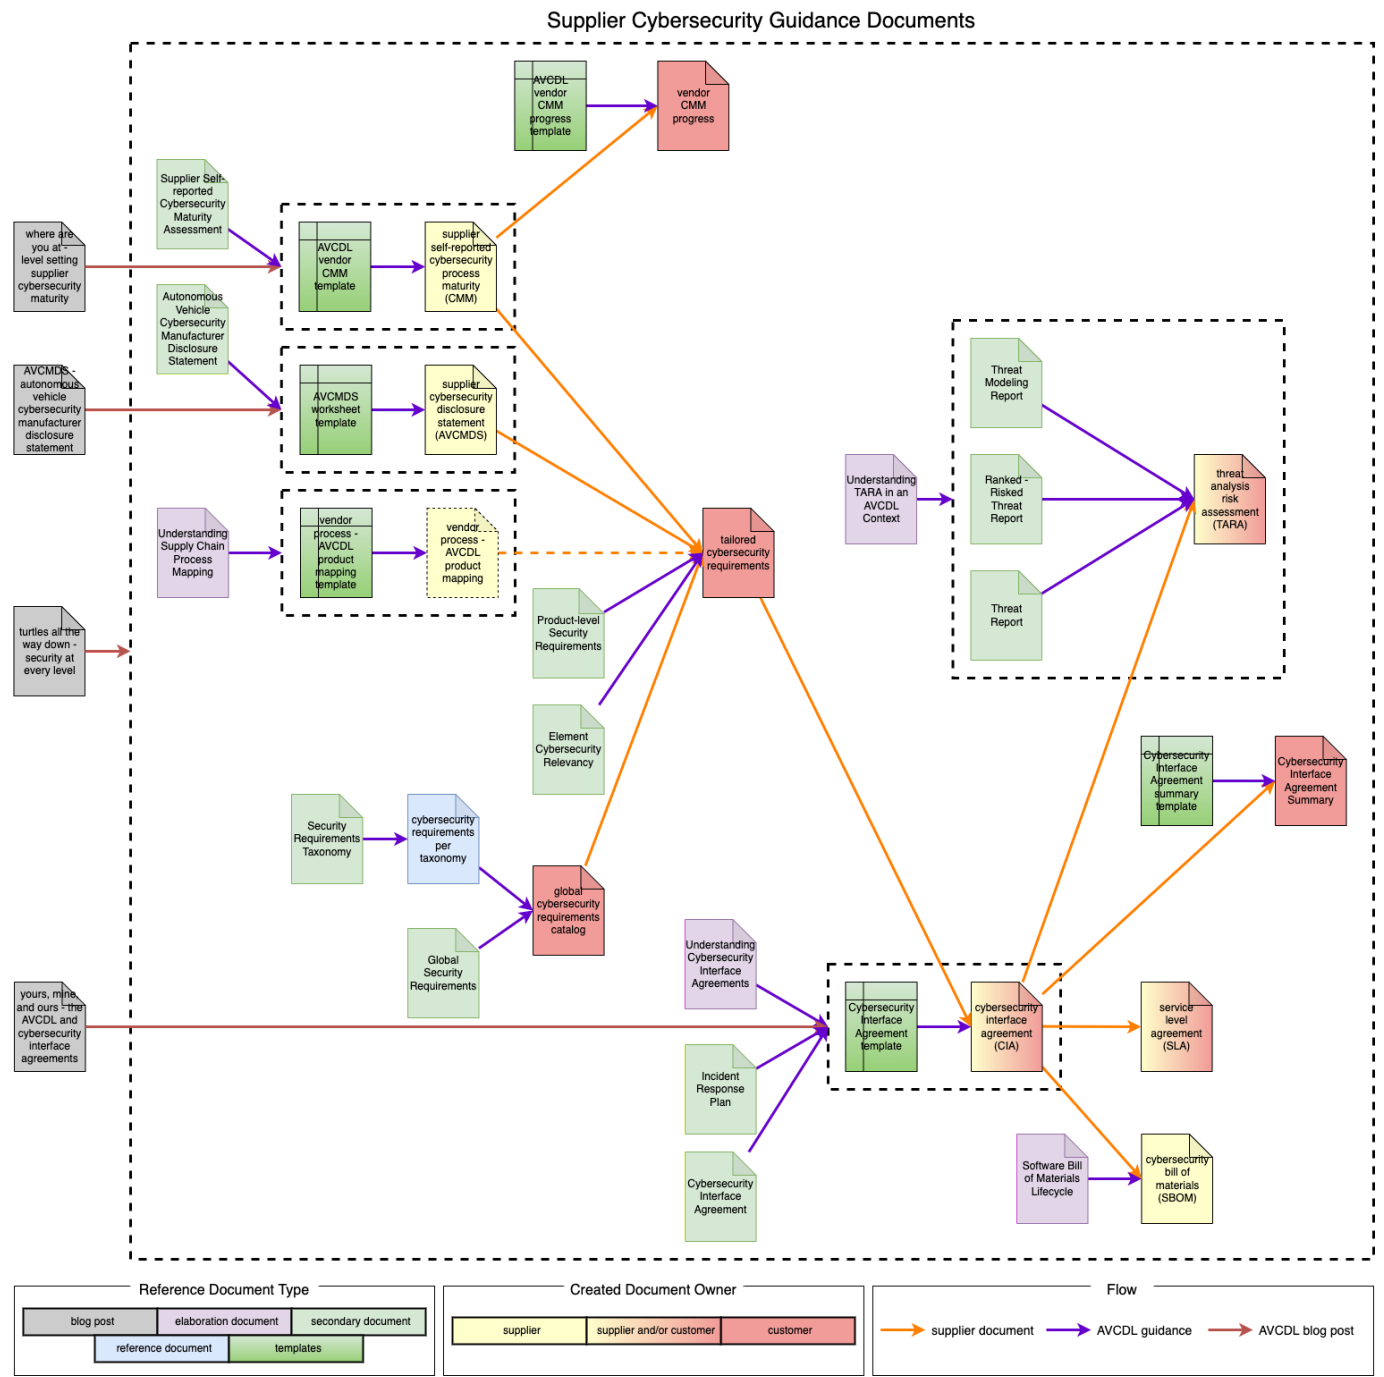 Supplier Cybersecurity Guidance Documents
AVCDL
vendor
CMM
progress
template
vendor
CMM
progress
Supplier Self-
reported
Cybersecurity
Maturity
Assessment
where are
you at -
level setting
supplier
cybersecurity
maturity
AVCDL
vendor
CMM
template
supplier
self-reported
cybersecurity
process
maturity
(CMM)
Autonomous
Vehicle
Cybersecurity
Manufacturer
Disclosure
Statement
AVCMDS -
autonomous
vehicle
cybersecurity
manufacturer
disclosure
statement
AVCMDS
worksheet
template
supplier
cybersecurity
disclosure
statement
(AVCMDS)
Threat
Modeling
Report
Understanding
TARA in an
AVCDL
Context
Ranked -
Risked
Threat
Report
threat
analysis
risk
assessment
(TARA)
Threat
Report
Understanding
Supply Chain
Process
Mapping
vendor
process -
AVCDL
product
mapping
template
vendor
process -
AVCDL
product
mapping
tailored
cybersecurity
requirements
turtles all the
way down -
security at
every level
Product-level
Security
Requirements
Element
Cybersecurity
Relevancy
Cybersecurity
Interface
Agreement
summary
template
Cybersecurity
Interface
Agreement
Summary
Security
Requirements
Taxonomy
cybersecurity
requirements
per
taxonomy
global
cybersecurity
requirements
catalog
Global
Security
Requirements
Understanding
Cybersecurity
Interface
Agreements
yours, mine,
and ours - the
AVCDL and
cybersecurity
interface
agreements
Cybersecurity
Interface
Agreement
template
cybersecurity
interface
agreement
(CIA)
service
level
agreement
(SLA)
Incident
Response
Plan
Cybersecurity
Interface
Agreement
Software Bill
of Materials
Lifecycle
cybersecurity
bill of
materials
(SBOM)
Reference Document Type
blog post
elaboration document
secondary document
reference document
templates
Created Document Owner
supplier
supplier and/or customer
customer
Flow
supplier document
AVCDL guidance
AVCDL blog post